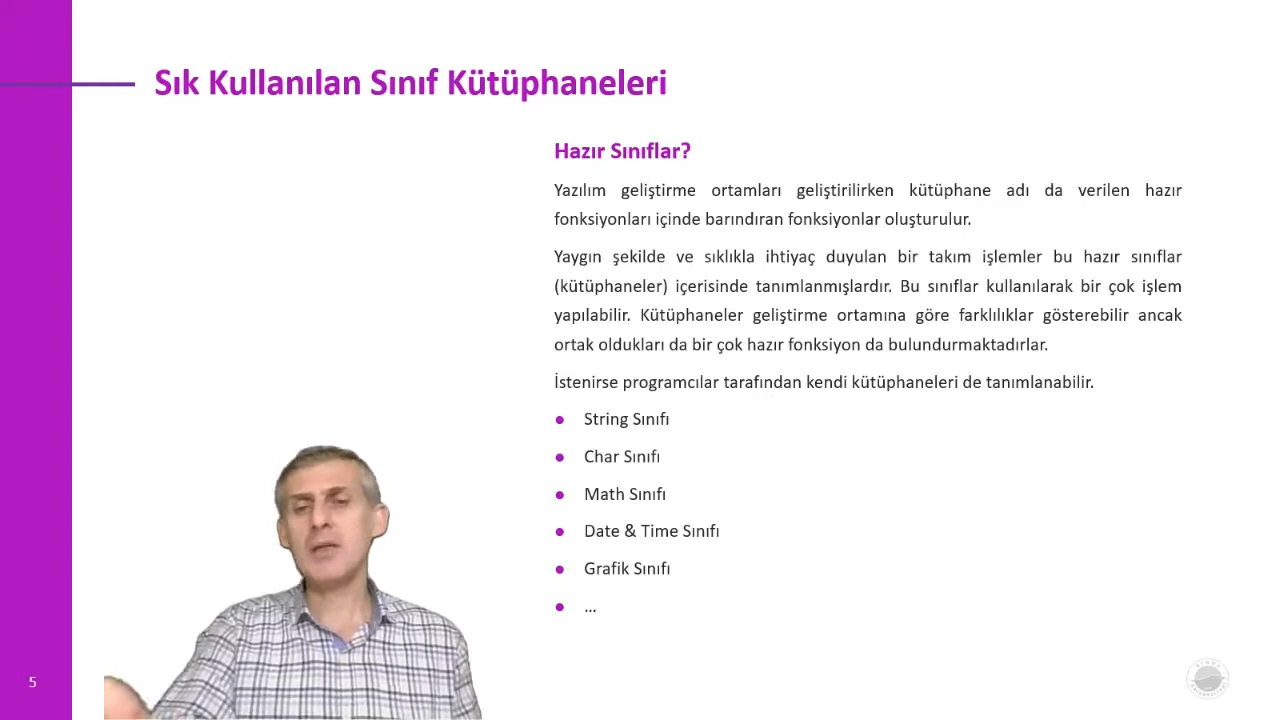 Sık Kullanılan Sınıf Kütüphaneleri
Hazır Sınıflar?
Yazılım geliştirme ortamları geliştirilirken kütüphane adı da verilen hazır
fonksiyonları içinde barındıran fonksiyonlar oluşturulur.
Yaygın şekilde ve sıklıkla ihtiyaç duyulan bir takım işlemler bu hazır sınıflar
(kütüphaneler) içerisinde tanımlanmışlardır. Bu sınıflar kullanılarak bir çok işlem
yapılabilir. Kütüphaneler geliştirme ortamına göre farklılıklar gösterebilir ancak
ortak oldukları da bir çok hazır fonksiyon da bulundurmaktadırlar.
İstenirse programcılar tarafından kendi kütüphaneleri de tanımlanabilir.
● String Sınıfı
● Char Sınıfı
● Math Sınıfı
● Date & Time Sınıfı
● Grafik Sınıfı
● ...
5